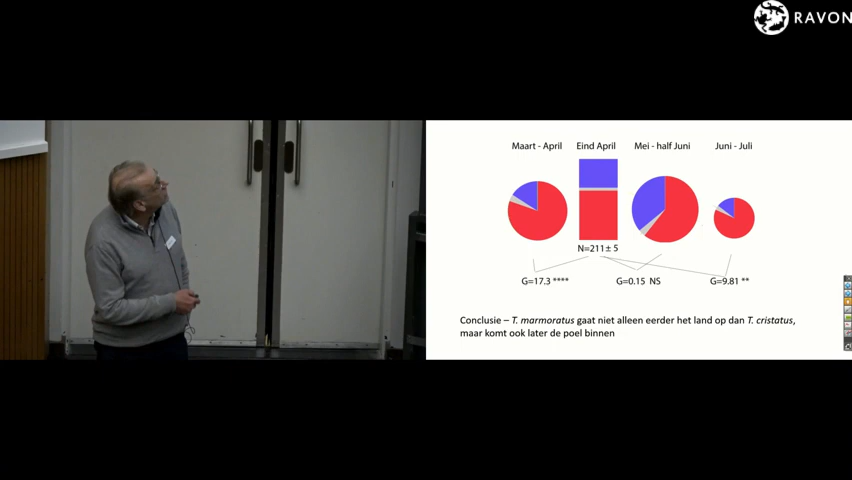 RAVON
Maart - April Eind April Mei - half Juni Juni - Juli
N=211± 5
G=17.3 **** G=0.15 NS G=9.81 **
Conclusie – T. marmoratus gaat niet alleen eerder het land op dan T. cristatus,
maar komt ook later de poel binnen